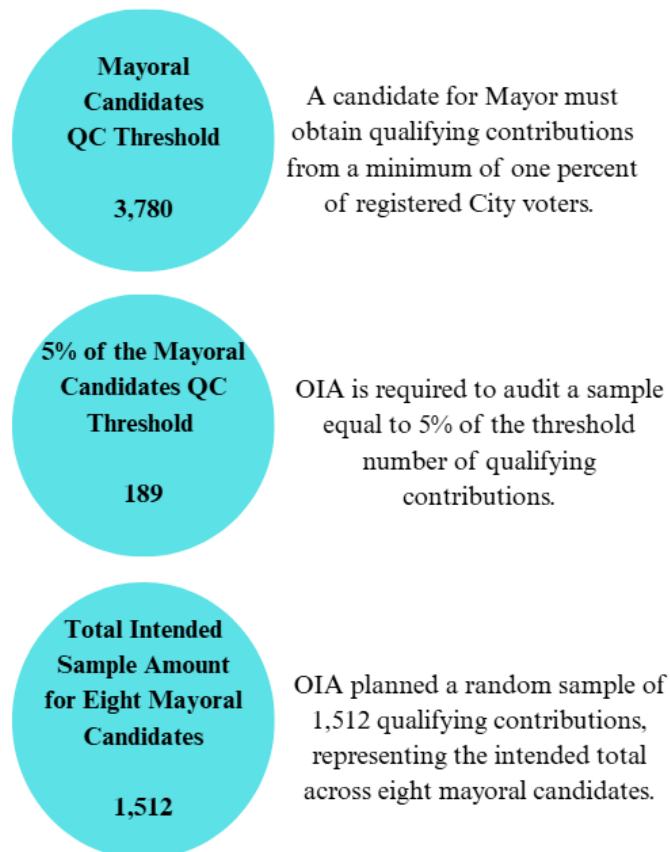 Mayoral
Candidates
QC Threshold
3,780
A candidate for Mayor must
obtain qualifying contributions
from a minimum of one percent
of registered City voters.
5% of the Mayoral
Candidates QC
Threshold
189
OIA is required to audit a sample
equal to 5% of the threshold
number of qualifying
contributions.
Total Intended
Sample Amount
for Eight Mayoral
Candidates
1,512
OIA planned a random sample of
1,512 qualifying contributions,
representing the intended total
across eight mayoral candidates.